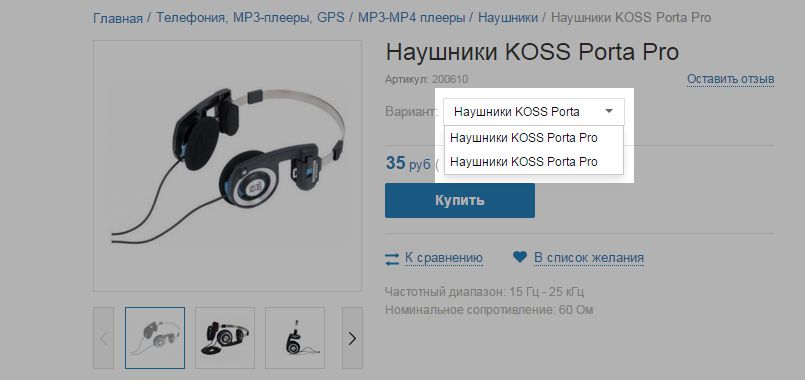 Главная / Телефония, MP3-плееры, GPS / MP3-MP4 плееры / Наушники / Наушники KOSS Porta Pro
Наушники KOSS Porta Pro
Артикул: 200610
Оставить отзыв
Вариант: Наушники KOSS Porta
Наушники KOSS Porta Pro
Наушники KOSS Porta Pro
35 руб (
Купить
К сравнению
В список желания
Частотный диапазон: 15 Гц - 25 кГц
Номинальное сопротивление: 60 Ом